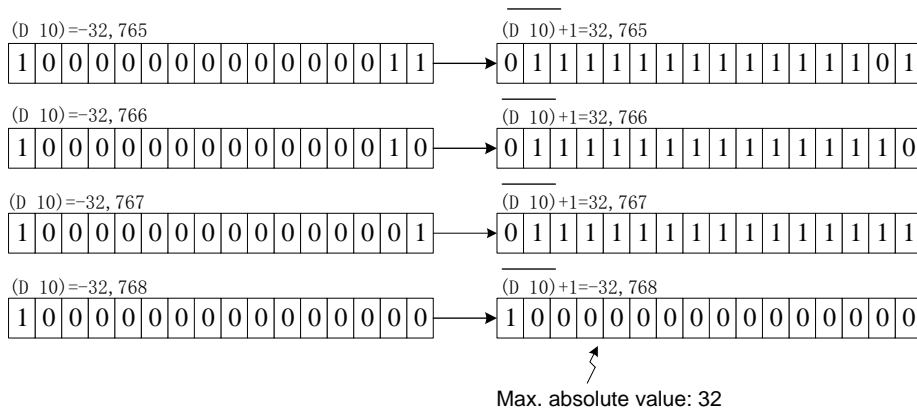 (D 10)=-32,765 (D 10)+1=32,765
1 0 0 0 0 0 0 0 0 0 0 0 0 0 1 1 0 1 1 1 1 1 1 1 1 1 1 1 1 1 0 1
(D 10)=-32,766 (D 10)+1=32,766
1 0 0 0 0 0 0 0 0 0 0 0 0 0 1 0 0 1 1 1 1 1 1 1 1 1 1 1 1 1 1 0
(D 10)=-32,767 (D 10)+1=32,767
1 0 0 0 0 0 0 0 0 0 0 0 0 0 0 1 0 1 1 1 1 1 1 1 1 1 1 1 1 1 1 1
(D 10)=-32,768 (D 10)+1=-32,768
1 0 0 0 0 0 0 0 0 0 0 0 0 0 0 0 1 0 0 0 0 0 0 0 0 0 0 0 0 0 0 0
Max. absolute value: 32